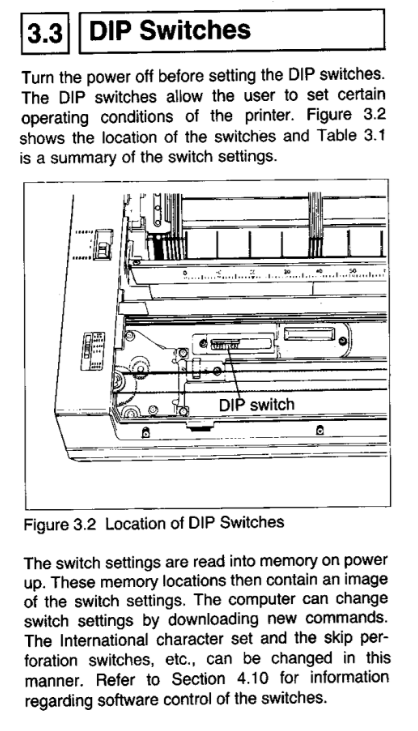 3.3 DIP Switches
Turn the power off before setting the DIP switches.
The DIP switches allow the user to set certain
operating conditions of the printer. Figure 3.2
shows the location of the switches and Table 3.1
is a summary of the switch settings.
DIP switch
Figure 3.2 Location of DIP Switches
The switch settings are read into memory on power
up. These memory locations then contain an image
of the switch settings. The computer can change
switch settings by downloading new commands.
The International character set and the skip per-
foration switches, etc., can be changed in this
manner. Refer to Section 4.10 for information
regarding software control of the switches.